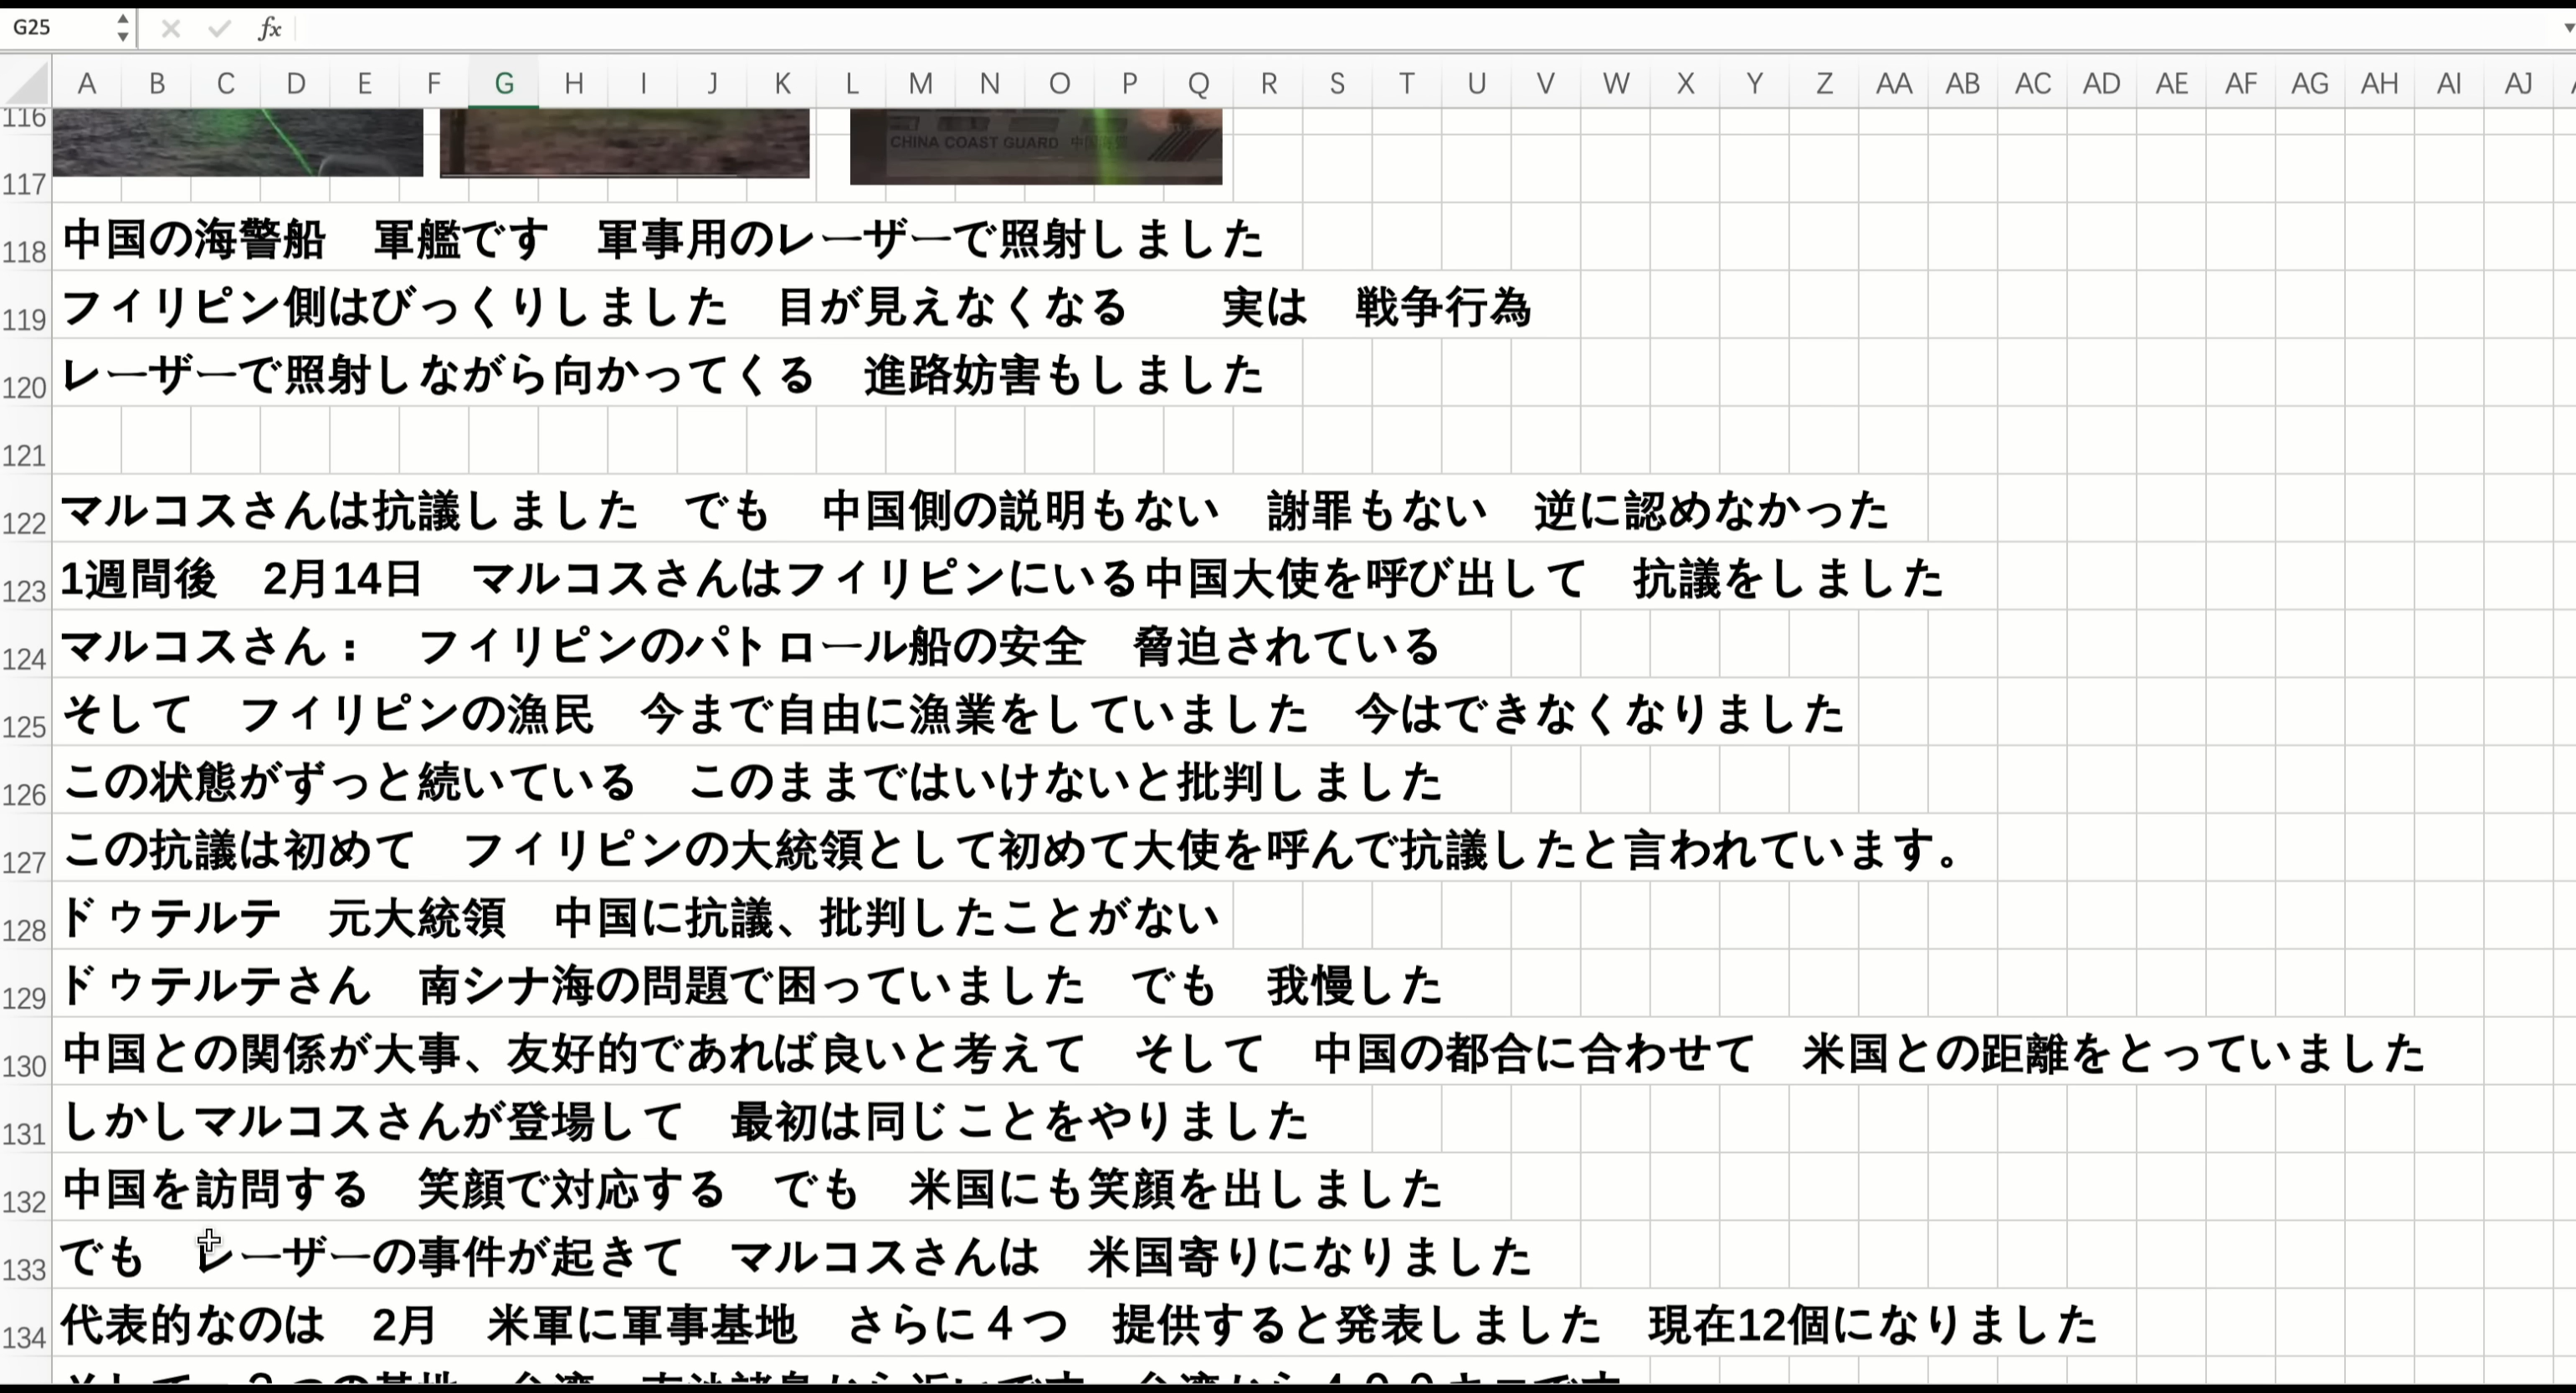 G25
fx
A B C D E F G H I J K L M N O P Q R S T U V W X Y Z AA AB AC AD AE AF AG AH AI AJ
116
CHINA COAST GUARD 中国海警
117
118 中国の海警船　軍艦です　軍事用のレーザーで照射しました
119 フィリピン側はびっくりしました　目が見えなくなる　　実は　戦争行為
120 レーザーで照射しながら向かってくる　進路妨害もしました
121
122 マルコスさんは抗議しました　でも　中国側の説明もない　謝罪もない　逆に認めなかった
123 1週間後　2月14日　マルコスさんはフィリピンにいる中国大使を呼び出して　抗議をしました
124 マルコスさん：　フィリピンのパトロール船の安全　脅迫されている
125 そして　フィリピンの漁民　今まで自由に漁業をしていました　今はできなくなりました
126 この状態がずっと続いている　このままではいけないと批判しました
127 この抗議は初めて　フィリピンの大統領として初めて大使を呼んで抗議したと言われています。
128 ドゥテルテ　元大統領　中国に抗議、批判したことがない
129 ドゥテルテさん　南シナ海の問題で困っていました　でも　我慢した
130 中国との関係が大事、友好的であれば良いと考えて　そして　中国の都合に合わせて　米国との距離をとっていました
131 しかしマルコスさんが登場して　最初は同じことをやりました
132 中国を訪問する　笑顔で対応する　でも　米国にも笑顔を出しました
133 でも　レーザーの事件が起きて　マルコスさんは　米国寄りになりました
134 代表的なのは　2月　米軍に軍事基地　さらに４つ　提供すると発表しました　現在12個になりました